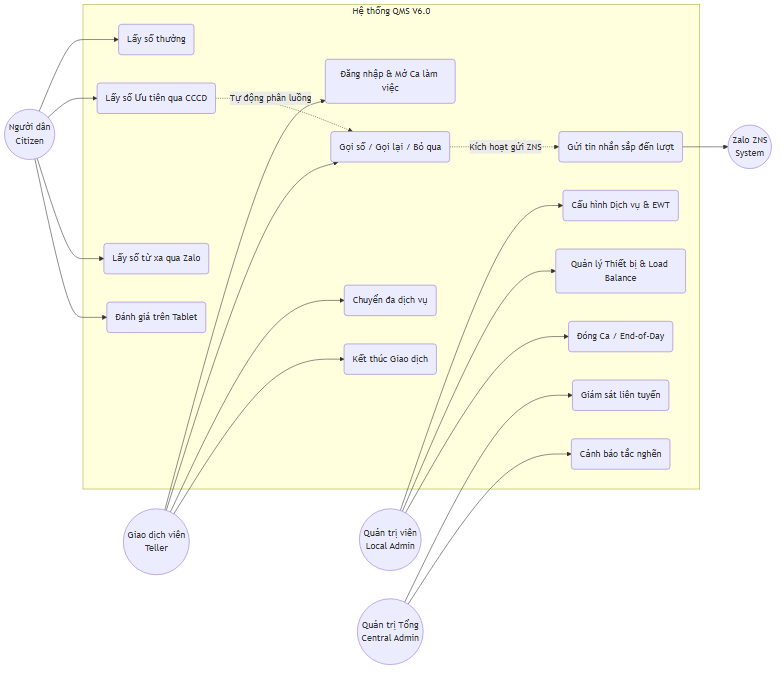 Hệ thống QMS V6.0
Lấy số thường
Lấy số Ưu tiên qua CCCD
Tự động phân luồng
Đăng nhập & Mở Ca làm
việc
Người dân
Citizen
Gọi số / Gọi lại / Bỏ qua
Kích hoạt gửi ZNS
Gửi tin nhắn sắp đến lượt
Zalo ZNS
System
Cấu hình Dịch vụ & EWT
Lấy số từ xa qua Zalo
Quản lý Thiết bị & Load
Balance
Đánh giá trên Tablet
Chuyển đa dịch vụ
Đóng Ca / End-of-Day
Kết thúc Giao dịch
Giám sát liên tuyến
Cảnh báo tắc nghẽn
Giao dịch viên
Teller
Quản trị viên
Local Admin
Quản trị Tổng
Central Admin